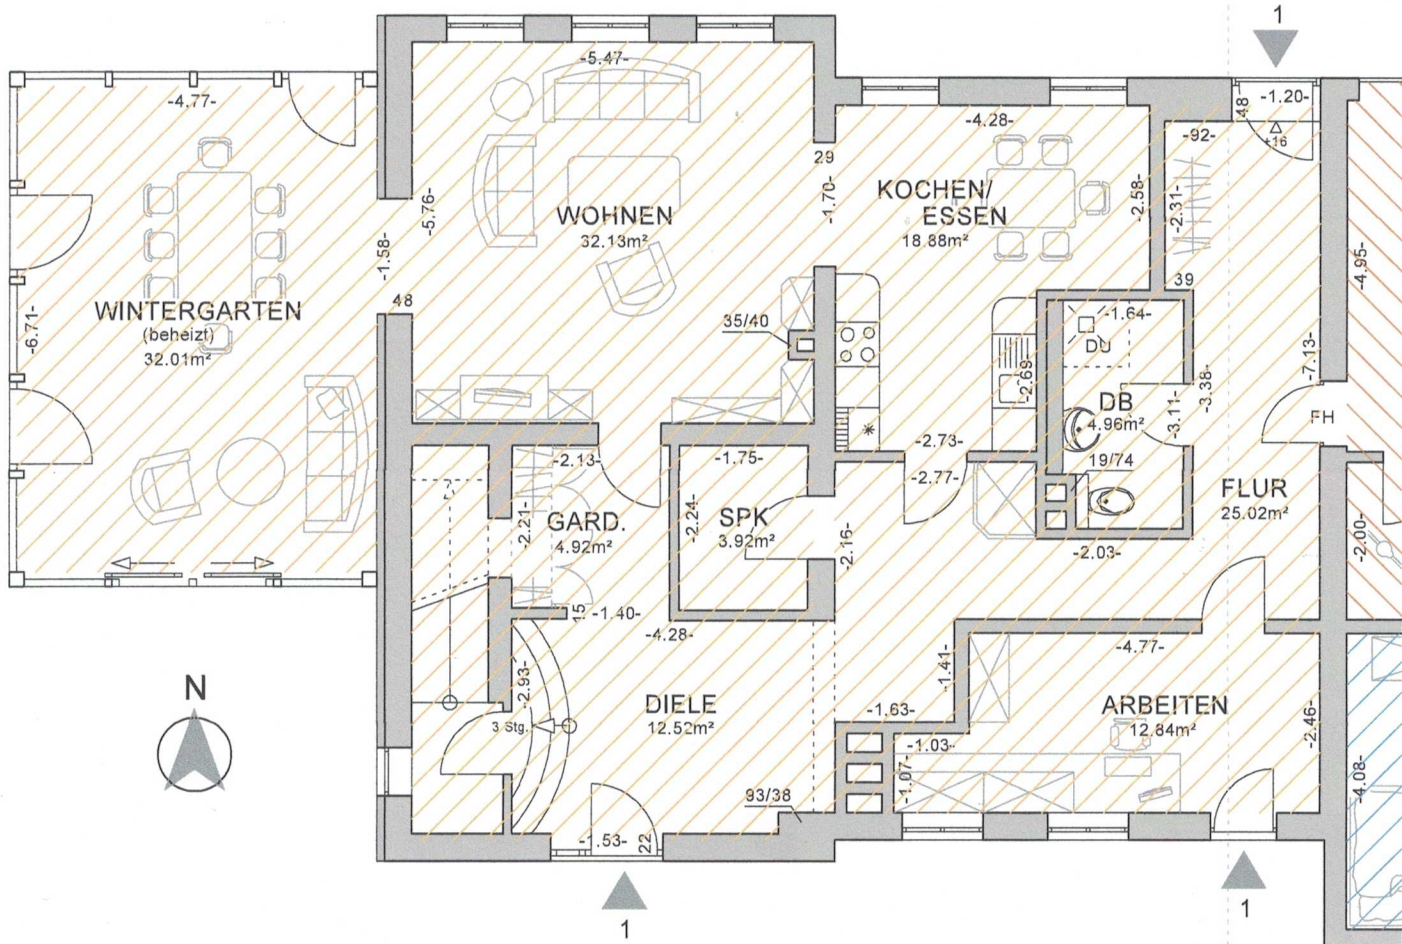 1
-5.47-
-4.77-
48
-1.20-
+16
-4.28-
-92-
29
-1.70-
-5.76-
-2.58-
-2.31-
KOCHEN/
ESSEN
18.88m²
WOHNEN
32.13m²
-1.58-
-4.95-
48
39
WINTERGARTEN
(beheizt)
32.01m²
-6.71-
35/40
-1.64-
DU
-7.13-
-2.69-
-3.38-
-3.11-
DB
4.96m²
FH
-2.73-
-2.77-
19/74
-2.13-
-1.75-
-2.21-
GARD.
4.92m²
-2.24-
SPK
3.92m²
-2.16-
FLUR
25.02m²
-2.03-
-2.00-
15
-1.40-
-4.28-
-4.77-
-1.41-
-2.93-
N
DIELE
12.52m²
3 Stg.
-1.63-
ARBEITEN
12.84m²
-2.46-
-1.03-
-1.07-
93/38
-4.08-
-1.53-
22
1
1